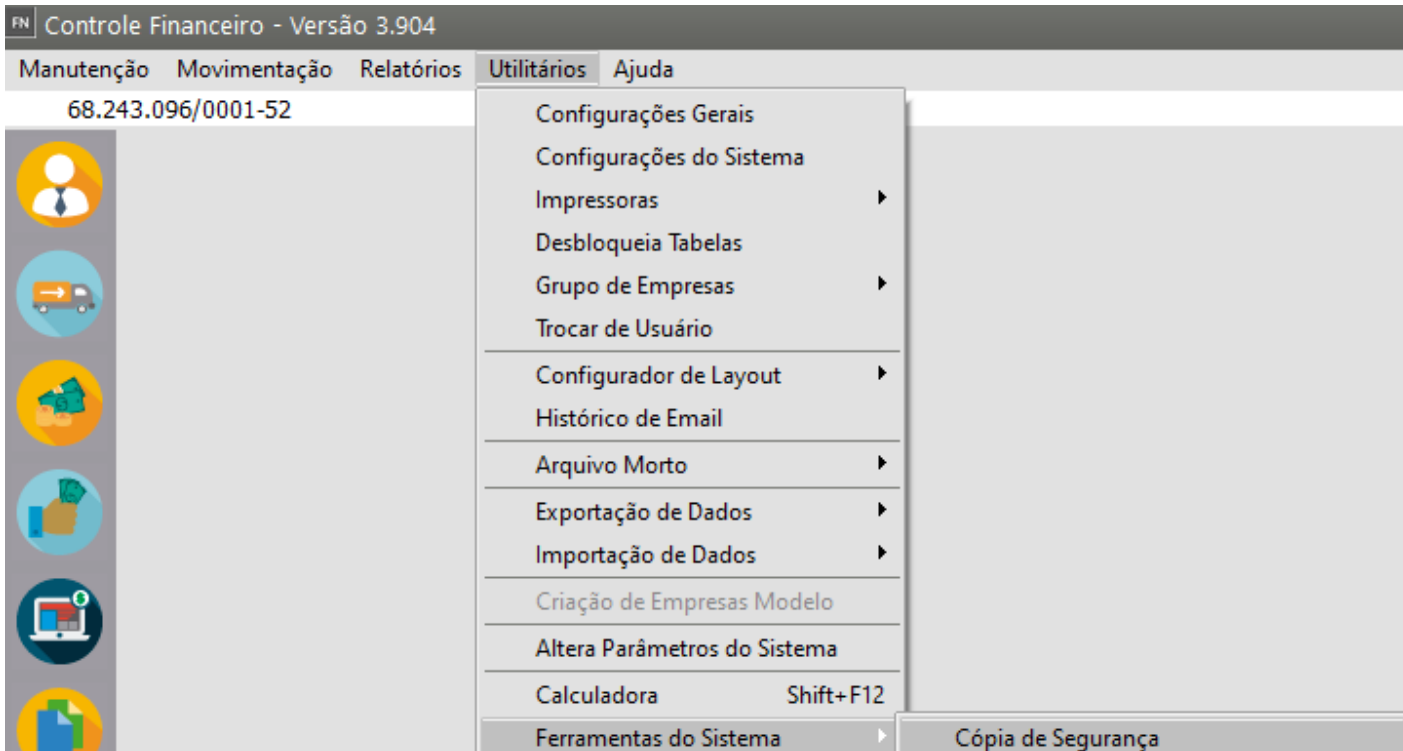 FN Controle Financeiro - Versão 3.904
Manutenção Movimentação Relatórios Utilitários Ajuda
68.243.096/0001-52
Configurações Gerais
Configurações do Sistema
Impressoras
Desbloqueia Tabelas
Grupo de Empresas
Trocar de Usuário
Configurador de Layout
Histórico de Email
Arquivo Morto
Exportação de Dados
Importação de Dados
Criação de Empresas Modelo
Altera Parâmetros do Sistema
Calculadora Shift+F12
Ferramentas do Sistema Cópia de Segurança